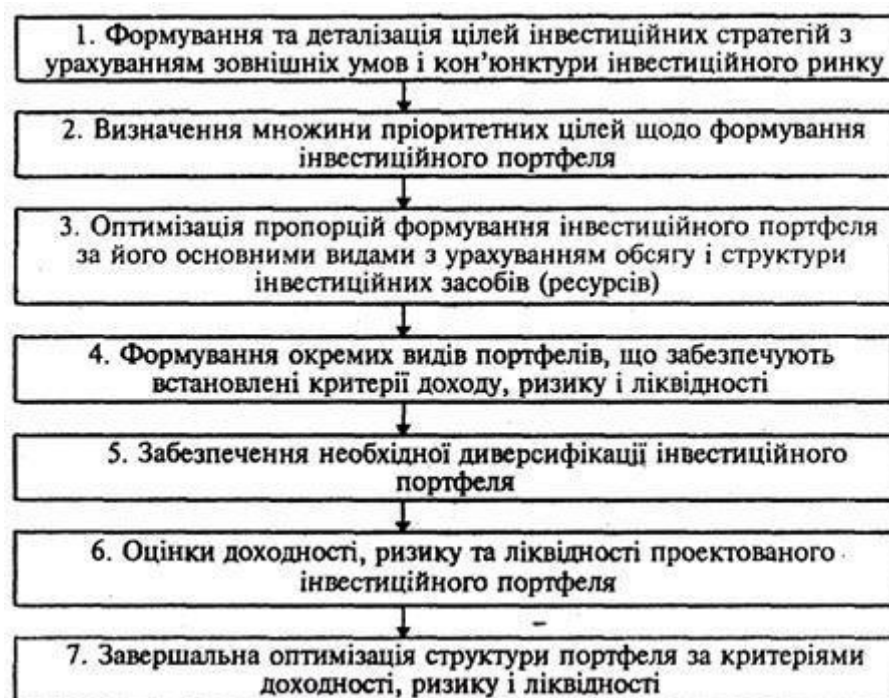 1. Формування та деталізація цілей інвестиційних стратегій з
урахуванням зовнішніх умов і кон’юнктури інвестиційного ринку
2. Визначення множини пріоритетних цілей щодо формування
інвестиційного портфеля
3. Оптимізація пропорцій формування інвестиційного портфеля
за його основними видами з урахуванням обсягу і структури
інвестиційних засобів (ресурсів)
4. Формування окремих видів портфелів, що забезпечують
встановлені критерії доходу, ризику і ліквідності
5. Забезпечення необхідної диверсифікації інвестиційного
портфеля
6. Оцінки доходності, ризику та ліквідності проектованого
інвестиційного портфеля
7. Завершальна оптимізація структури портфеля за критеріями
доходності, ризику і ліквідності